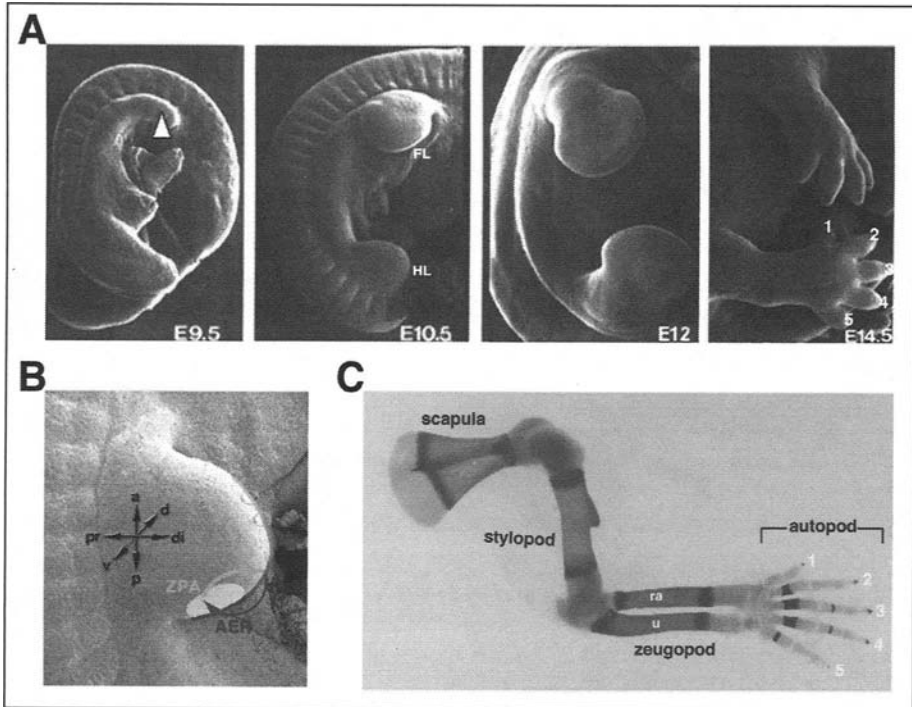 A
FL
HL
1
2
3
4
5
E9.5
E10.5
E12
E14.5
B
a
d
pr
di
v
p
ZPA
AER
C
scapula
stylopod
autopod
ra
u
zeugopod
1
2
3
4
5